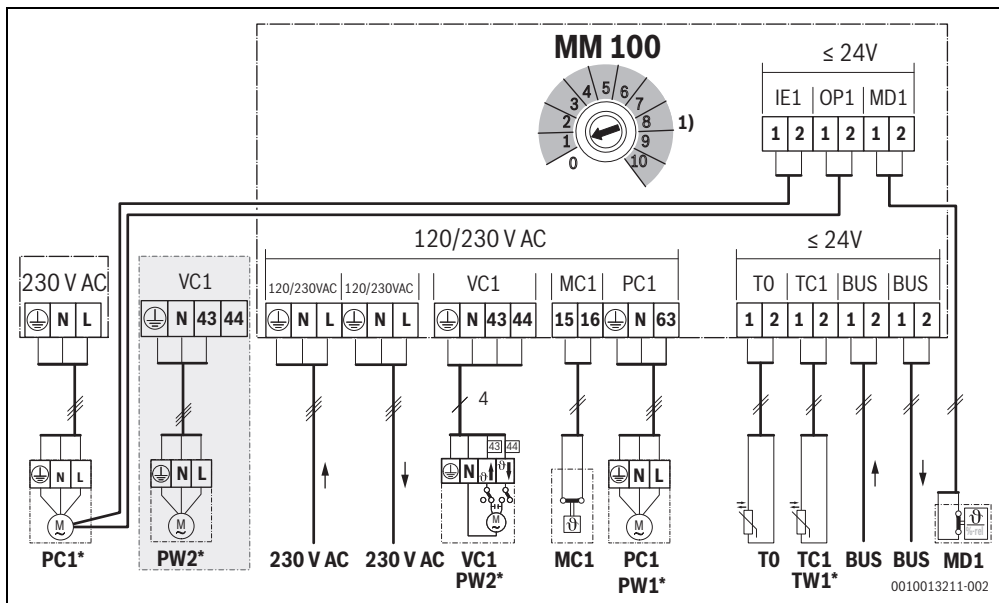 MM 100
0 1 2 3 4 5 6 7 8 9 10
1)
≤ 24V
IE1 OP1 MD1
1 2 1 2 1 2
120/230 V AC
≤ 24V
230 V AC
N L
VC1
N 43 44
120/230VAC 120/230VAC VC1 MC1 PC1
N L N L N 43 44 15 16 N 63
T0 TC1 BUS BUS
1 2 1 2 1 2 1 2
4
43 44
N L
N L
N ϑ ϑ
N L
M ~
M ~
M ~
ϑ
M ~
ϑ
%-rel
PC1*
PW2*
230 V AC
230 V AC
VC1
PW2*
MC1
PC1
PW1*
T0
TC1
TW1*
BUS
BUS
MD1
0010013211-002